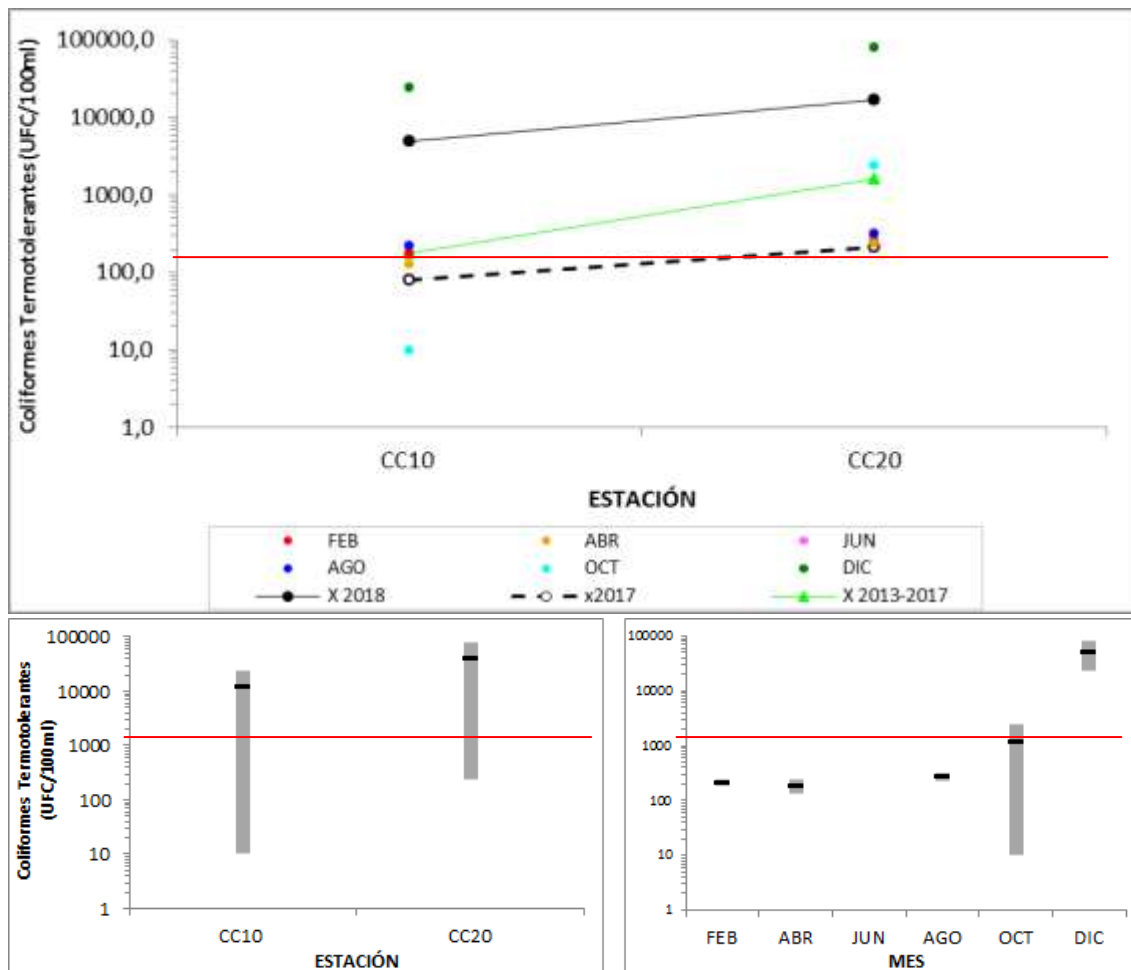 Coliformes Termotolerantes (UFC/100ml)
100000,0
10000,0
1000,0
100,0
10,0
1,0
CC10 CC20
ESTACIÓN
FEB ABR JUN
AGO OCT DIC
X 2018 x2017 X 2013-2017
Coliformes Termotolerantes
(UFC/100ml)
100000
10000
1000
100
10
1
CC10 CC20
ESTACIÓN
100000
10000
1000
100
10
1
FEB ABR JUN AGO OCT DIC
MES